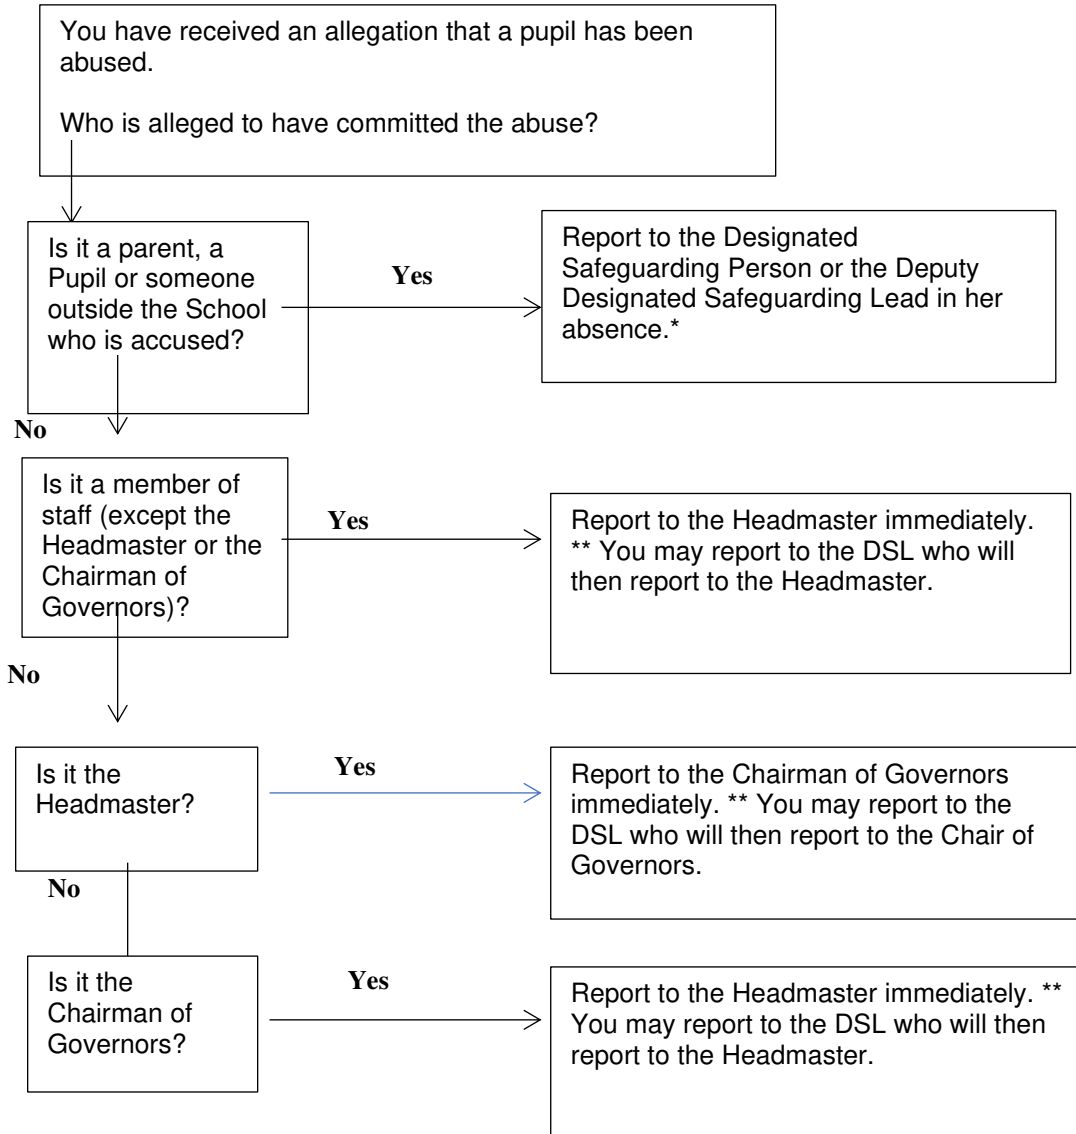 You have received an allegation that a pupil has been
abused.
Who is alleged to have committed the abuse?
Is it a parent, a
Pupil or someone
outside the School
who is accused?
Yes
Report to the Designated
Safeguarding Person or the Deputy
Designated Safeguarding Lead in her
absence.*
No
Is it a member of
staff (except the
Headmaster or the
Chairman of
Governors)?
Yes
Report to the Headmaster immediately.
** You may report to the DSL who will
then report to the Headmaster.
No
Is it the
Headmaster?
Yes
Report to the Chairman of Governors
immediately. ** You may report to the
DSL who will then report to the Chair of
Governors.
No
Is it the
Chairman of
Governors?
Yes
Report to the Headmaster immediately. **
You may report to the DSL who will then
report to the Headmaster.